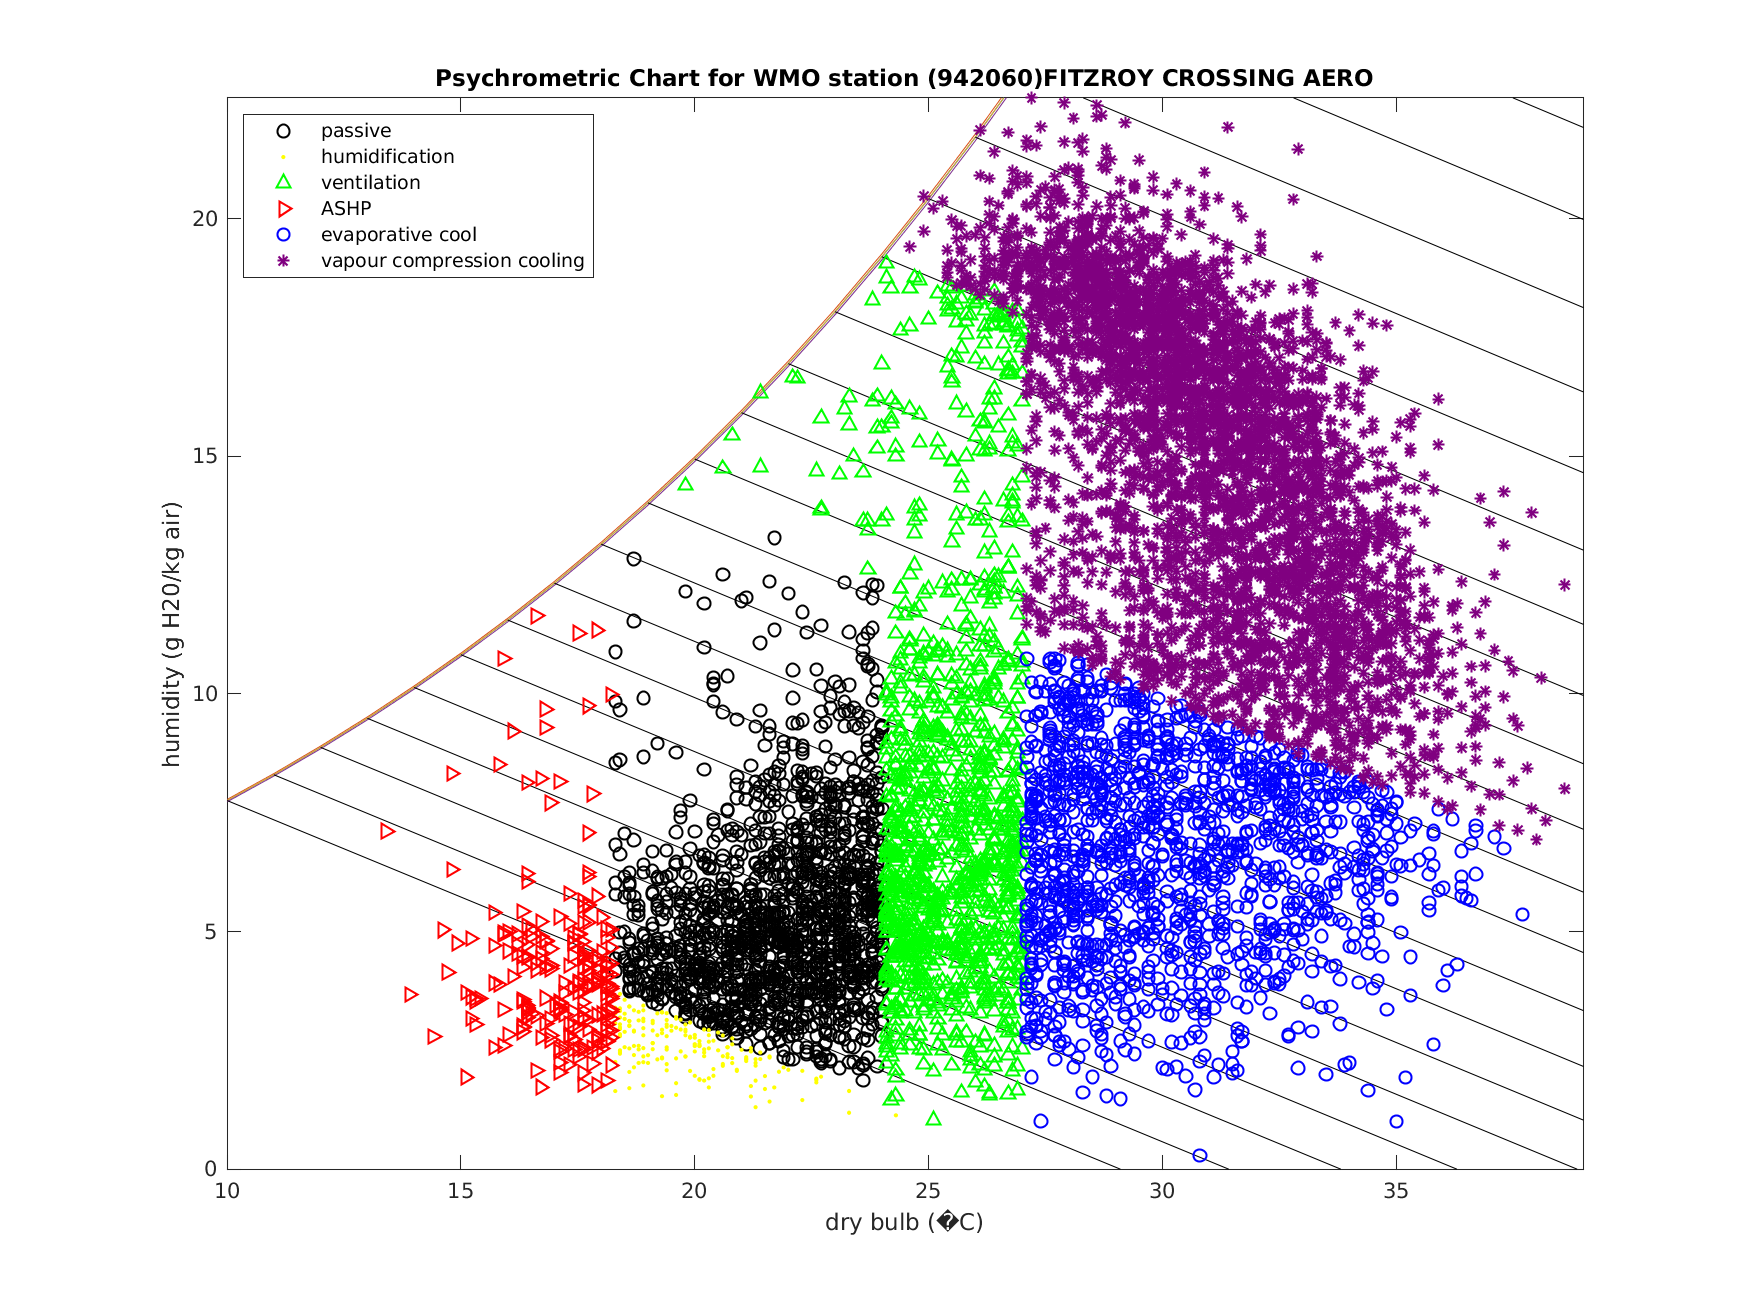 Psychrometric Chart for WMO station (942060)FITZROY CROSSING AERO
passive
humidification
ventilation
ASHP
evaporative cool
vapour compression cooling
humidity (g H20/kg air)
20
15
10
5
0
10 15 20 25 30 35
dry bulb (�C)